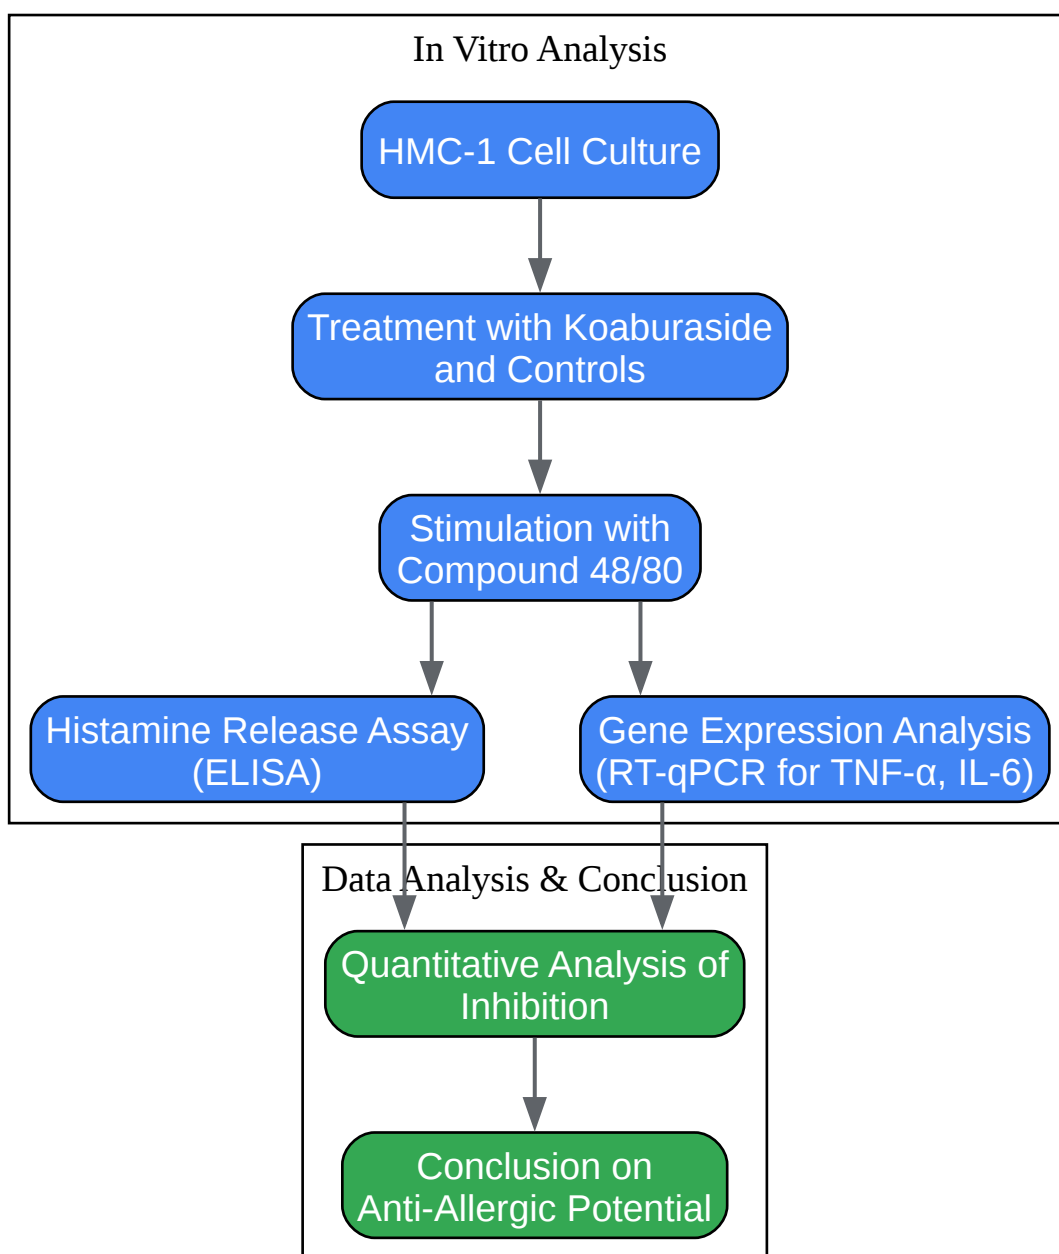 In Vitro Analysis
HMC-1 Cell Culture
Treatment with Koaburaside
and Controls
Stimulation with
Compound 48/80
Histamine Release Assay
(ELISA)
Gene Expression Analysis
(RT-qPCR for TNF-α, IL-6)
Data Analysis & Conclusion
Quantitative Analysis of
Inhibition
Conclusion on
Anti-Allergic Potential